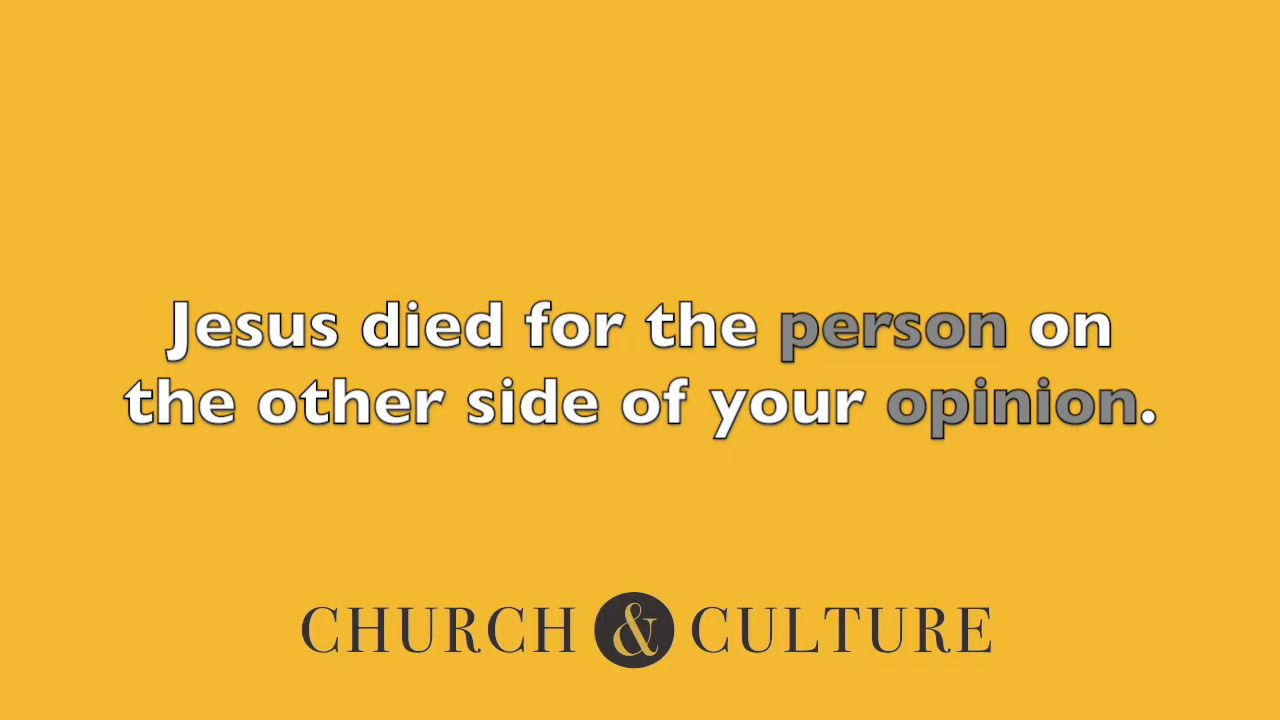 Jesus died for the person on
the other side of your opinion.
CHURCH & CULTURE